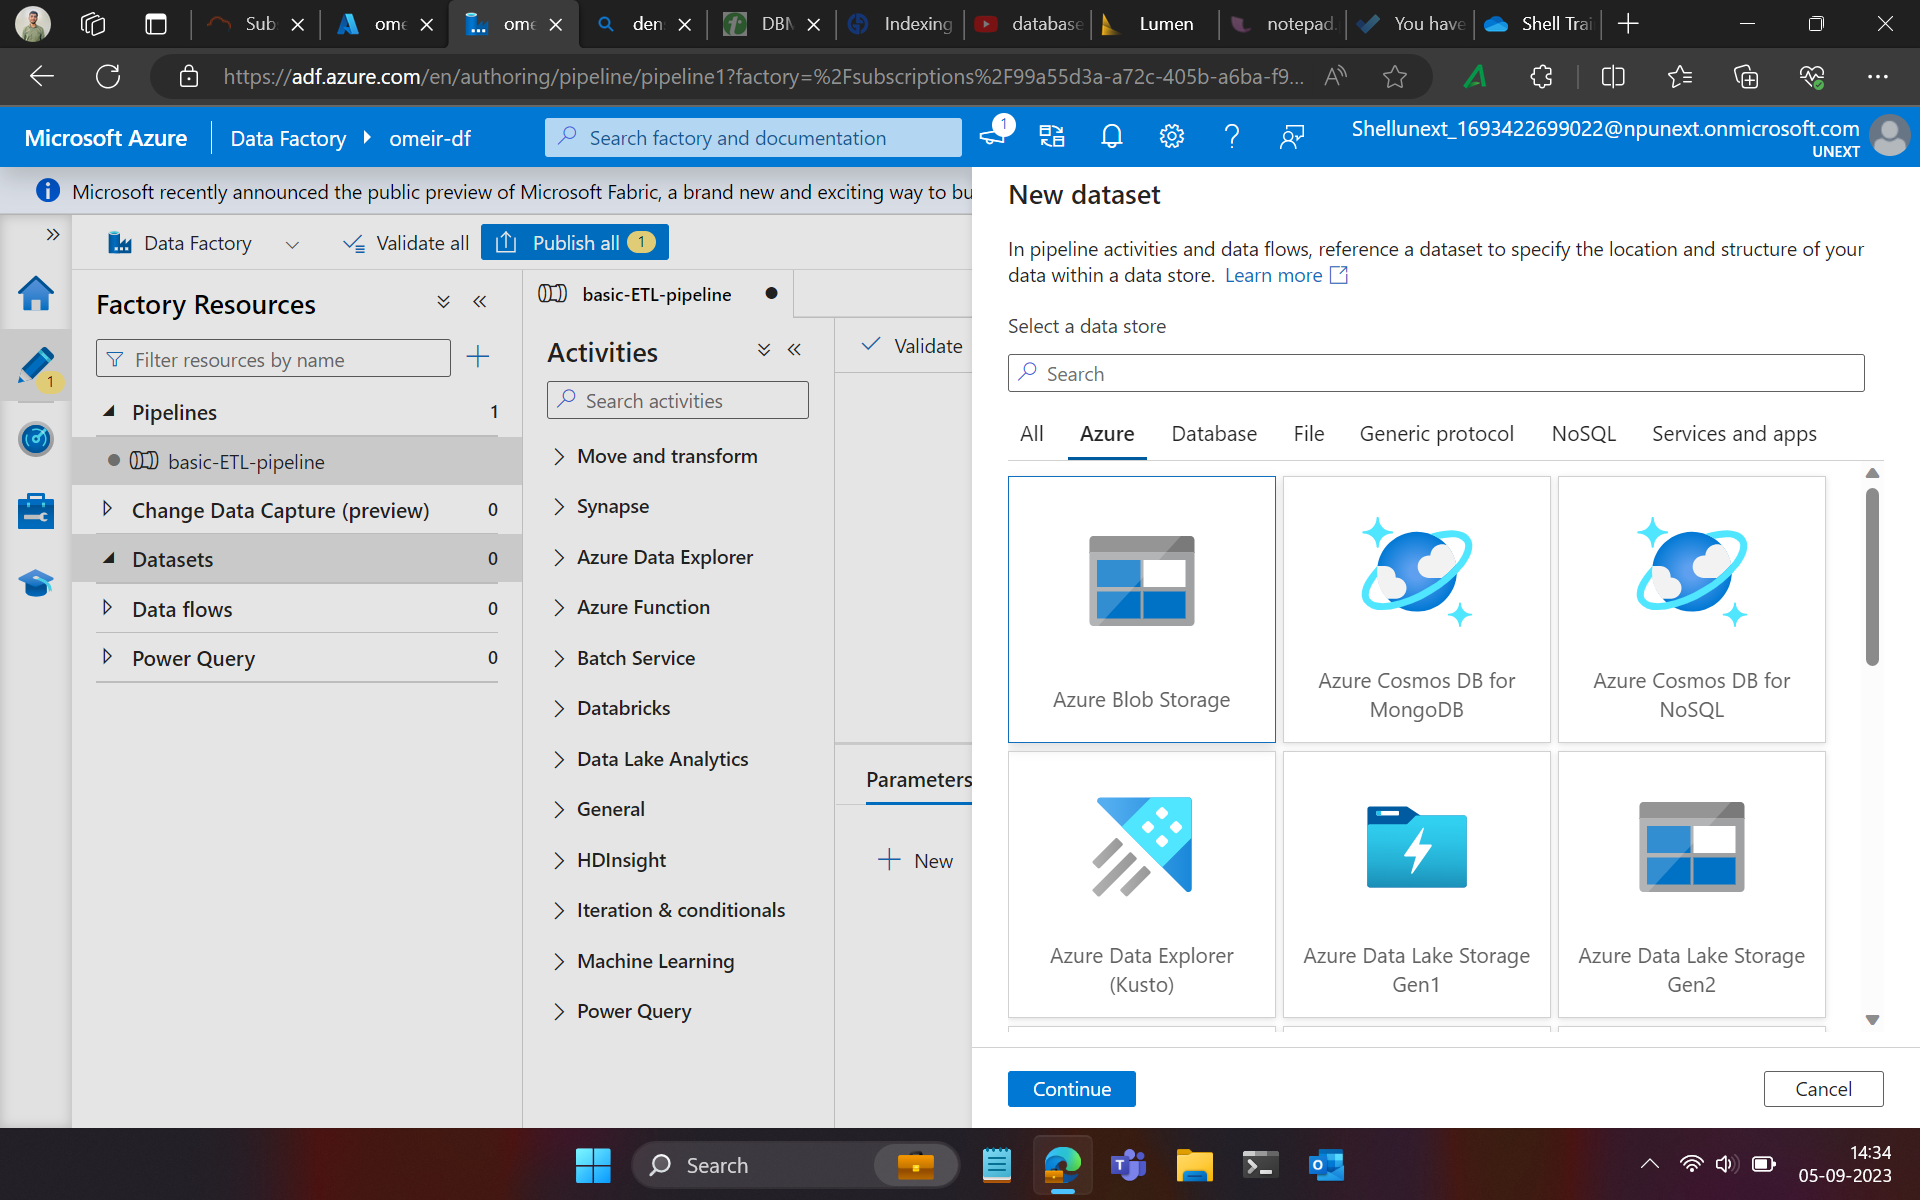 Sub
ome
ome
den
DBM
Indexing
database
Lumen
notepad.
You have
Shell Trai
https://adf.azure.com/en/authoring/pipeline/pipeline1?factory=%2Fsubscriptions%2F99a55d3a-a72c-405b-a6ba-f9...
Microsoft Azure
Data Factory
omeir-df
Search factory and documentation
1
Shellunext_1693422699022@npunext.onmicrosoft.com
UNEXT
Microsoft recently announced the public preview of Microsoft Fabric, a brand new and exciting way to bu
Data Factory
Validate all
Publish all 1
Factory Resources
Filter resources by name
1
Pipelines 1
basic-ETL-pipeline
Change Data Capture (preview) 0
Datasets 0
Data flows 0
Power Query 0
basic-ETL-pipeline
Activities
Search activities
Move and transform
Synapse
Azure Data Explorer
Azure Function
Batch Service
Databricks
Data Lake Analytics
General
HDInsight
Iteration & conditionals
Machine Learning
Power Query
Validate
Parameters
New
New dataset
In pipeline activities and data flows, reference a dataset to specify the location and structure of your
data within a data store. Learn more
Select a data store
Search
All Azure Database File Generic protocol NoSQL Services and apps
Azure Blob Storage
Azure Cosmos DB for
MongoDB
Azure Cosmos DB for
NoSQL
Azure Data Explorer
(Kusto)
Azure Data Lake Storage
Gen1
Azure Data Lake Storage
Gen2
Continue
Cancel
Search
14:34
05-09-2023